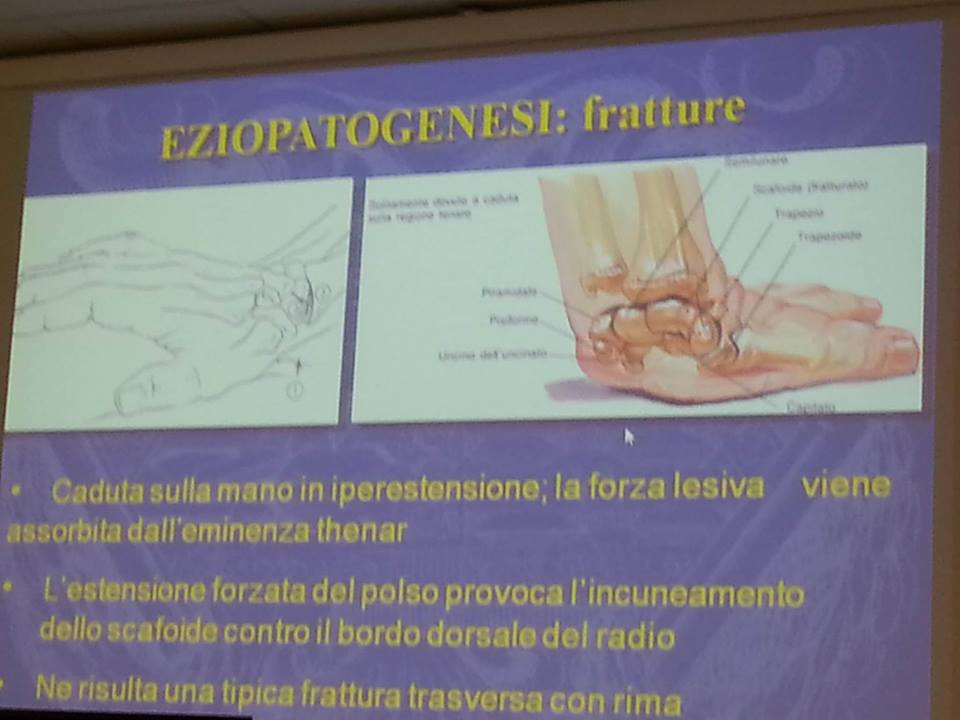 EZIOPATOGENESI: fratture
Solitamente dovute a caduta
sulla regione tenare
Semilunare
Scafoide (fratturato)
Trapezio
Trapezoide
Piramidale
Pisiforme
Uncino dell'uncinato
Capitato
• Caduta sulla mano in iperestensione; la forza lesiva viene
assorbita dall'eminenza thenar
• L'estensione forzata del polso provoca l'incuneamento
dello scafoide contro il bordo dorsale del radio
• Ne risulta una tipica frattura trasversa con rima